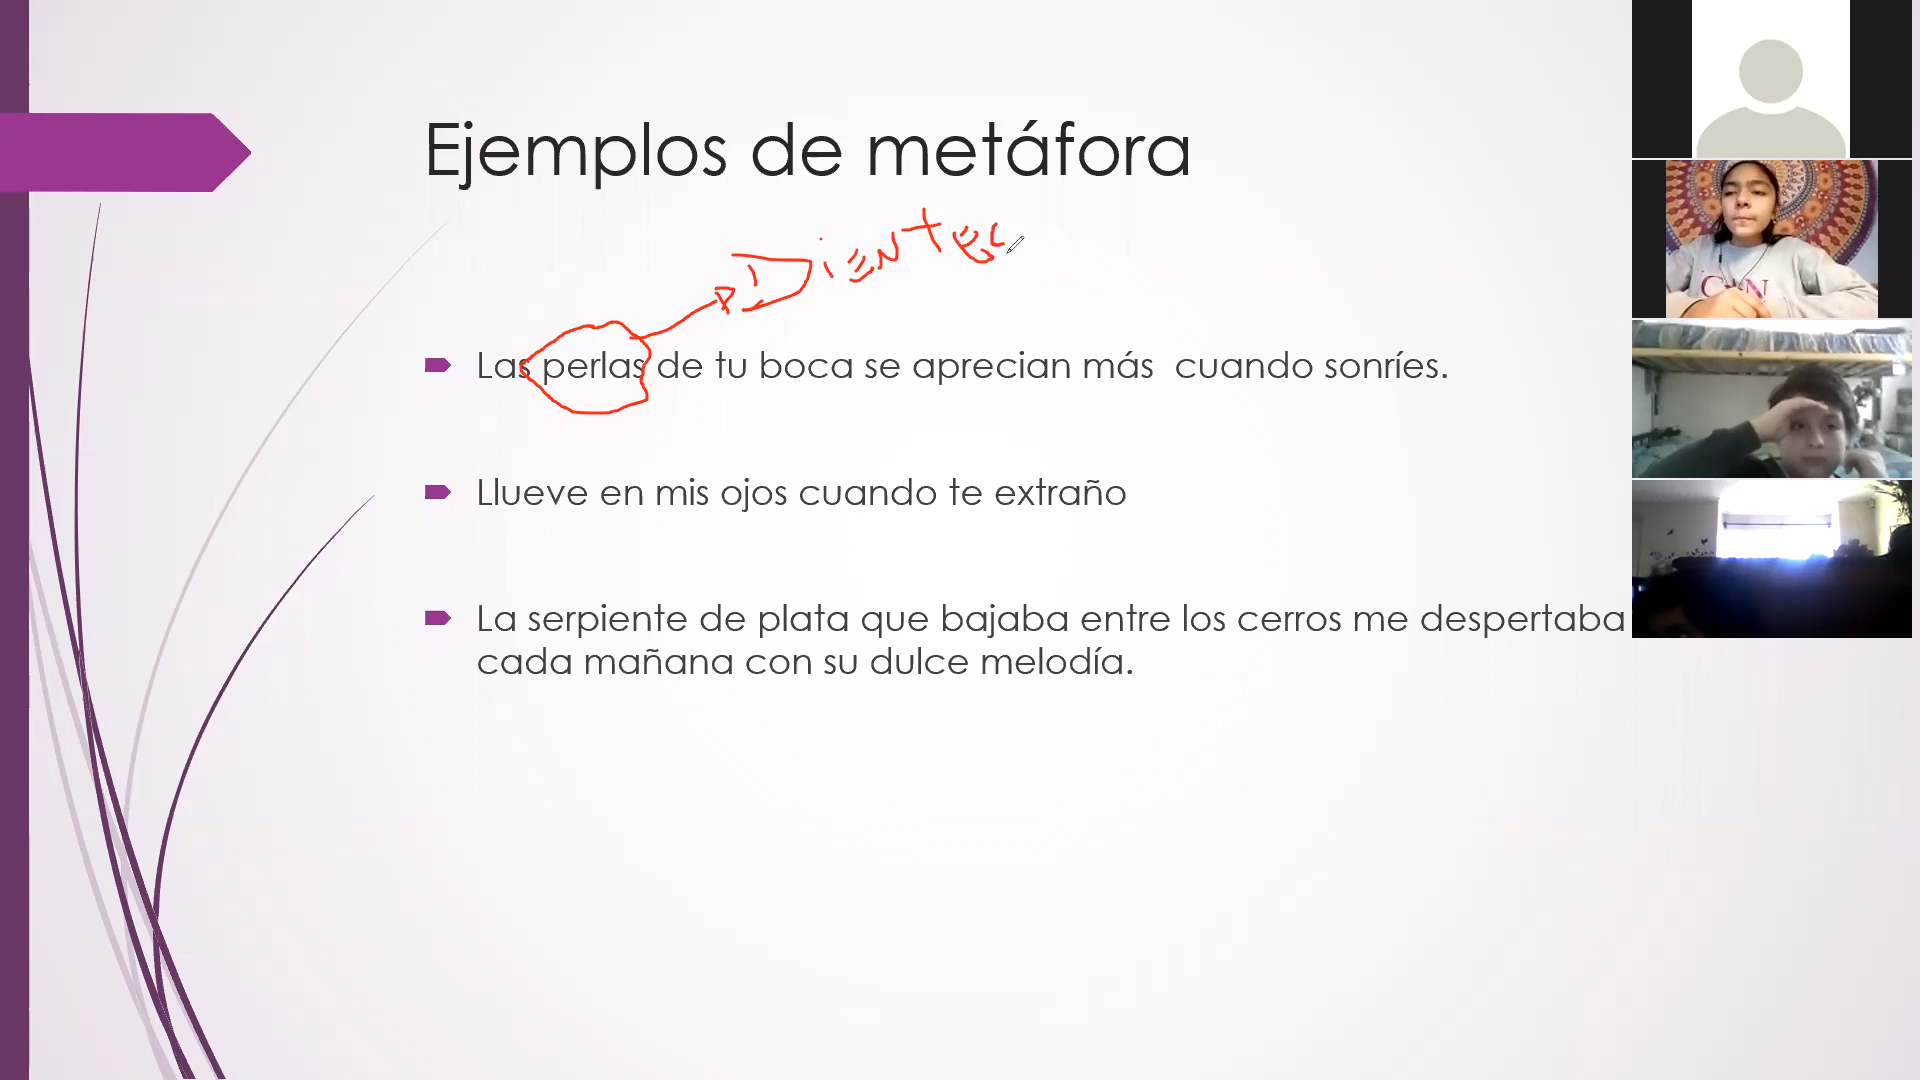 Ejemplos de metáfora
Dientes
Las perlas de tu boca se aprecian más cuando sonríes.
Llueve en mis ojos cuando te extraño
La serpiente de plata que bajaba entre los cerros me despertaba
cada mañana con su dulce melodía.